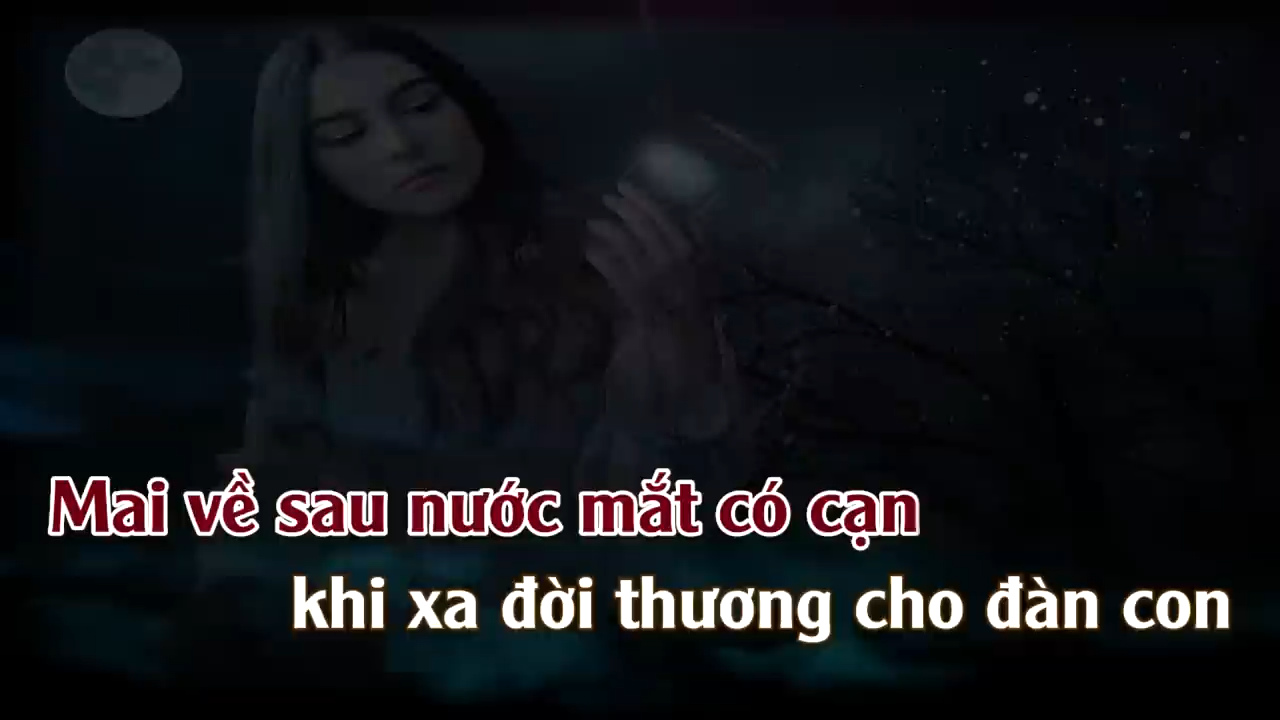 Mai về sau nước mắt có cạn
khi xa đời thương cho đàn con